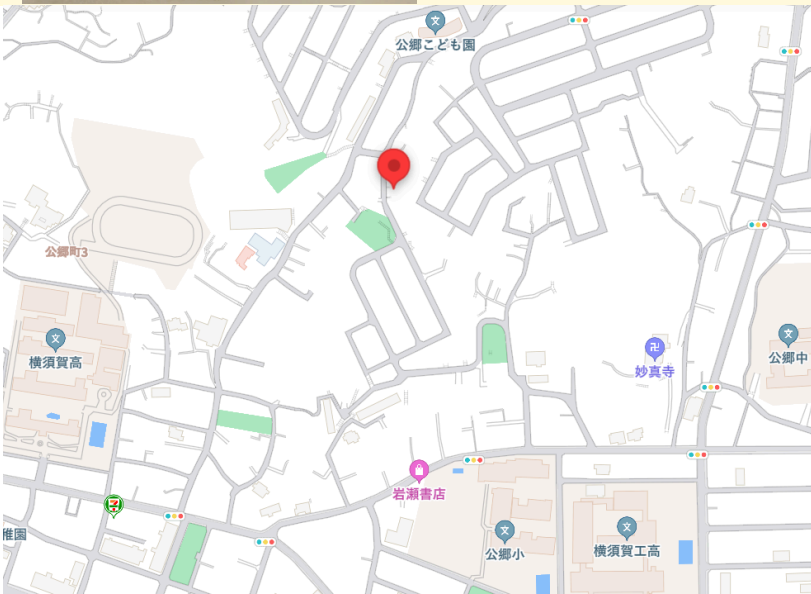 公郷こども園
公郷町3
横須賀高
妙真寺
公郷中
岩瀬書店
稚園
公郷小
横須賀工高